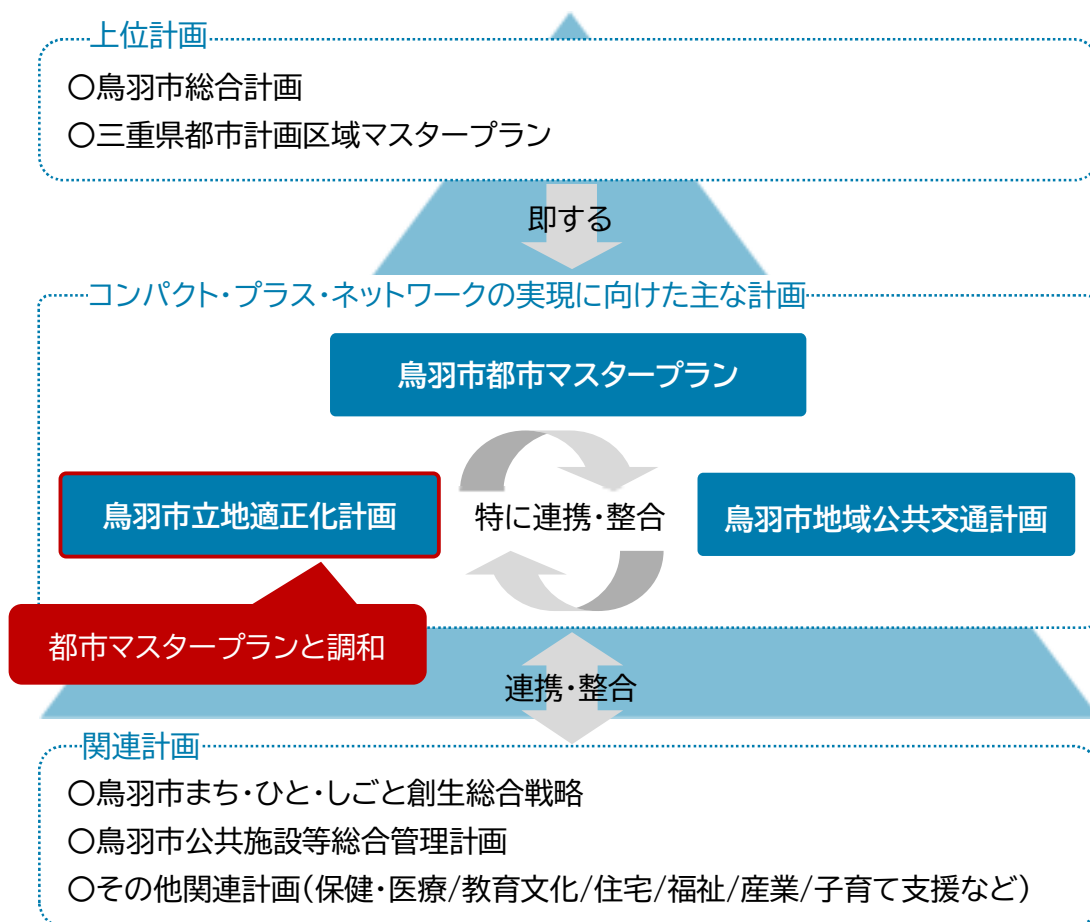 上位計画
〇鳥羽市総合計画
〇三重県都市計画区域マスタープラン
即する
コンパクト・プラス・ネットワークの実現に向けた主な計画
鳥羽市都市マスタープラン
鳥羽市立地適正化計画
特に連携・整合
鳥羽市地域公共交通計画
都市マスタープランと調和
連携・整合
関連計画
〇鳥羽市まち・ひと・しごと創生総合戦略
〇鳥羽市公共施設等総合管理計画
〇その他関連計画(保健・医療/教育文化/住宅/福祉/産業/子育て支援など)